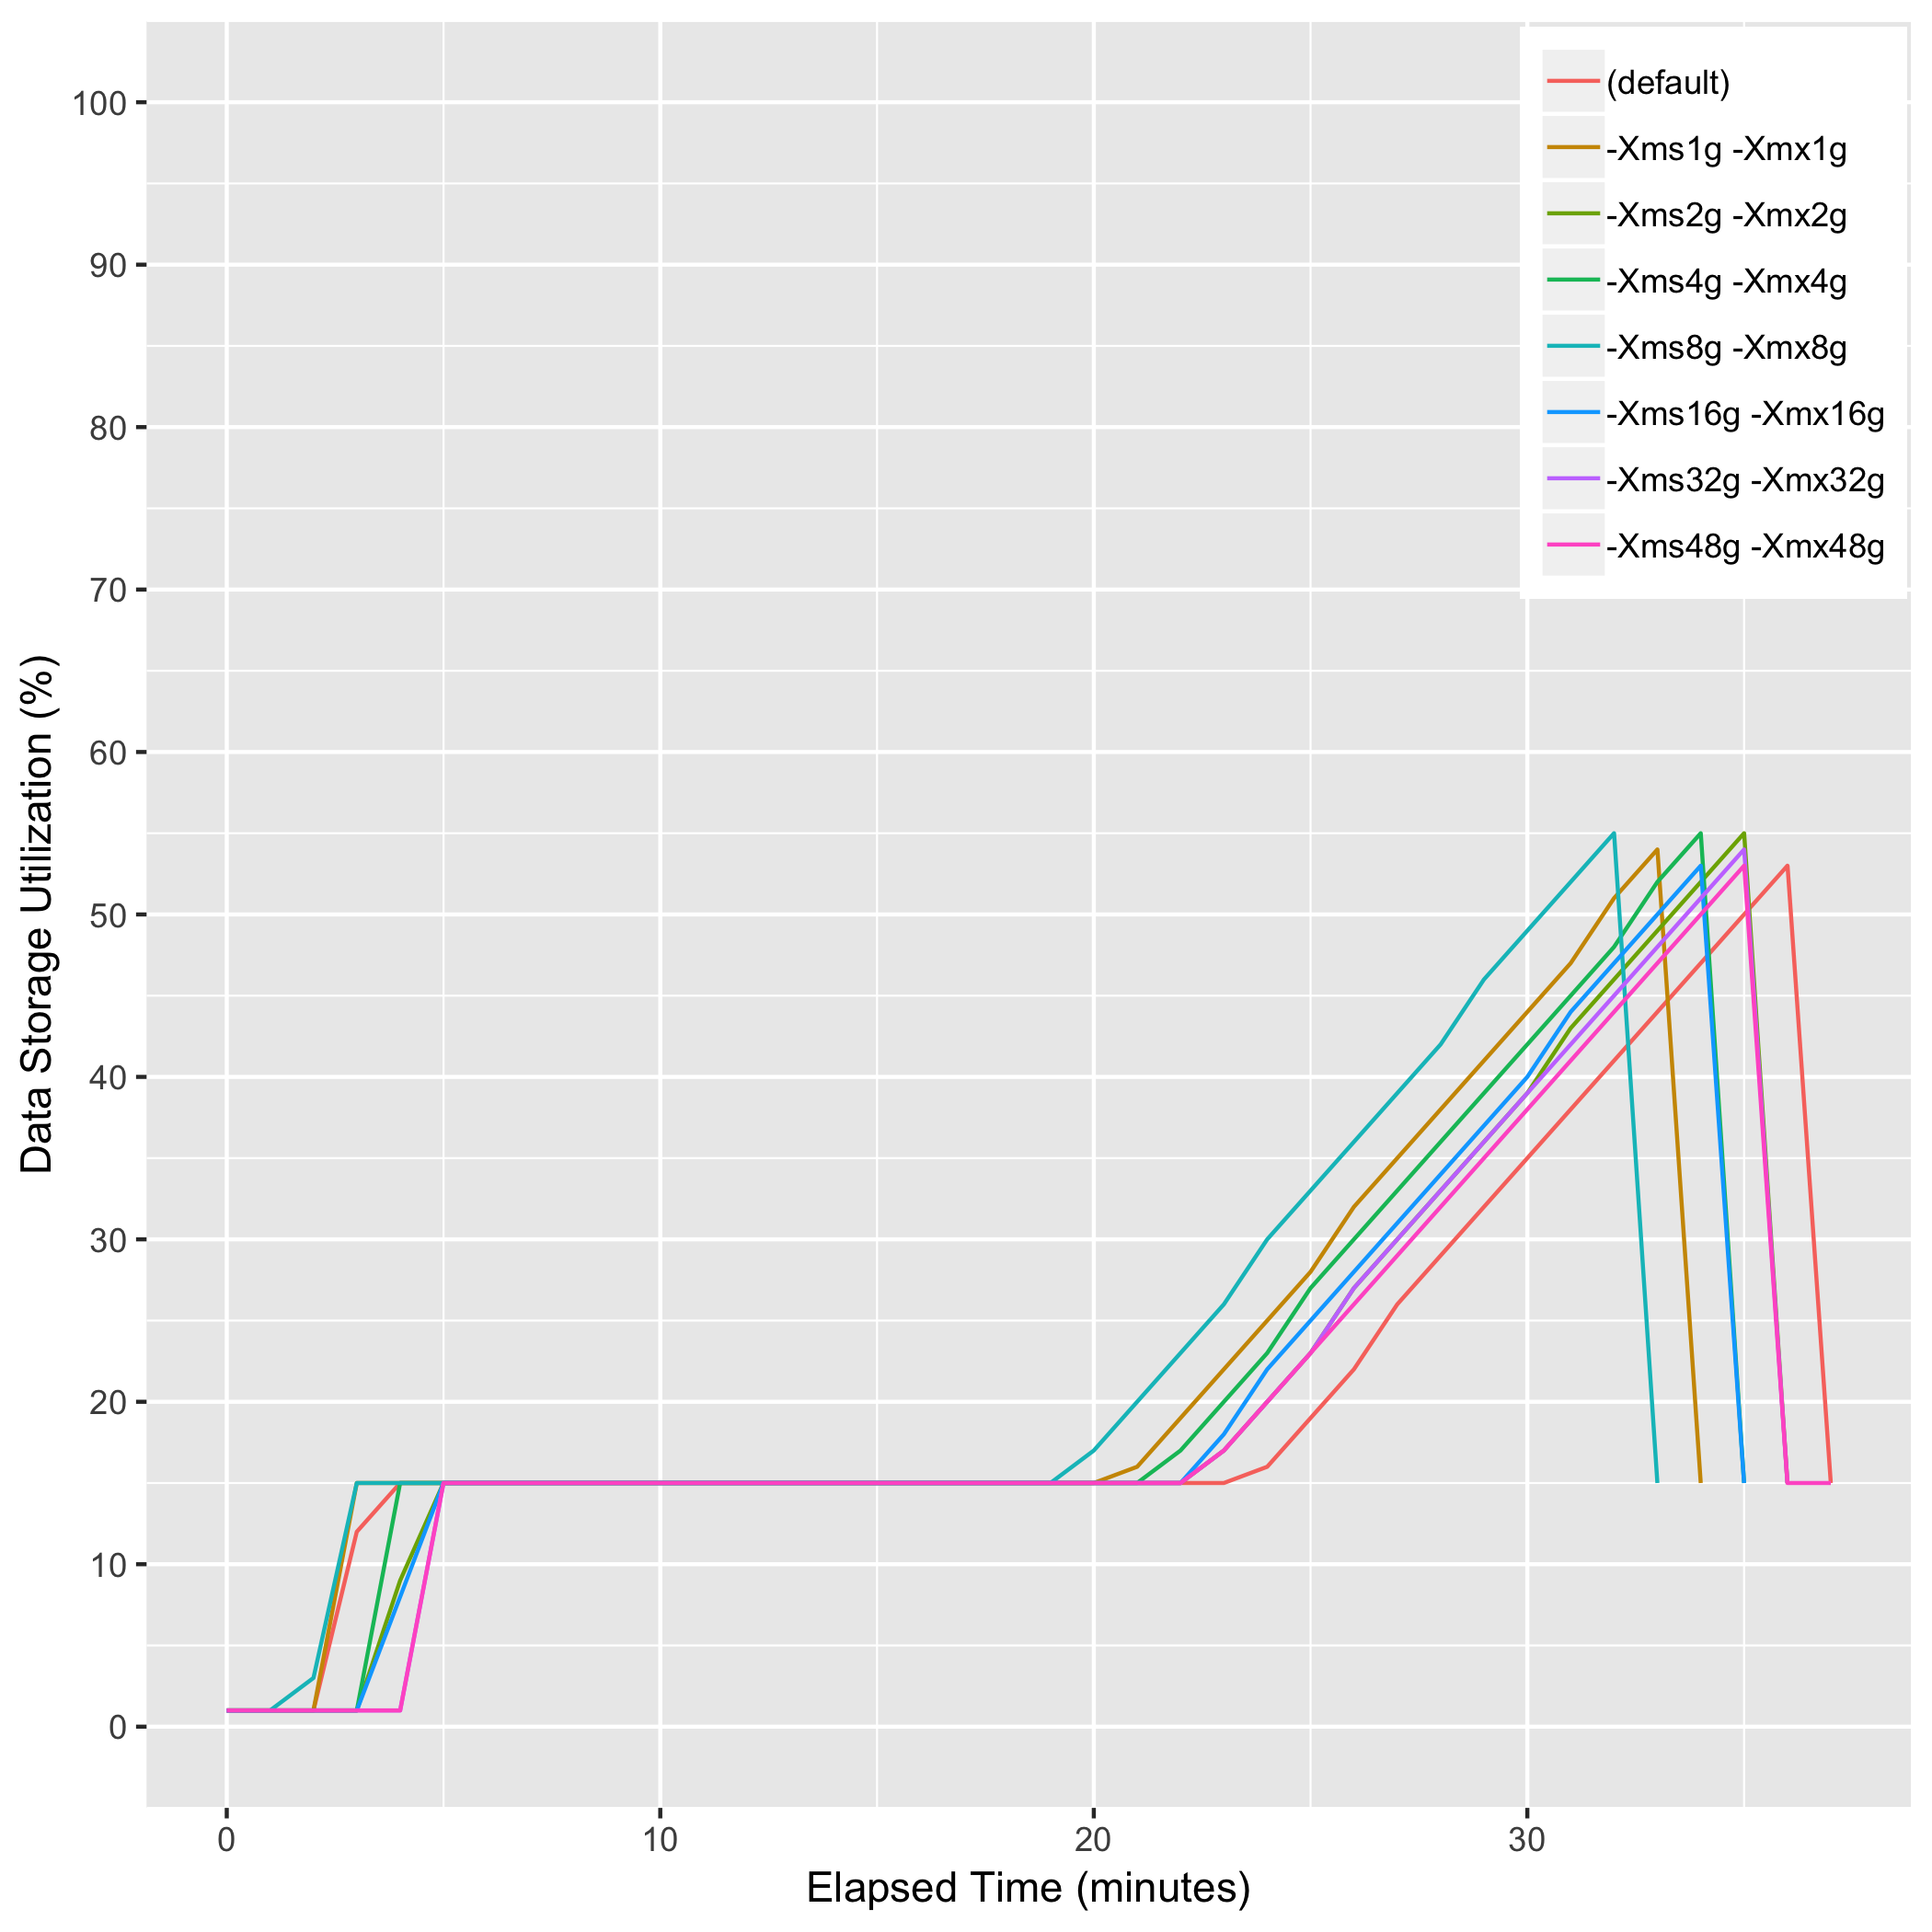 100
90
80
70
60
50
40
30
20
10
0
Data Storage Utilization (%)
(default)
-Xms1g -Xmx1g
-Xms2g -Xmx2g
-Xms4g -Xmx4g
-Xms8g -Xmx8g
-Xms16g -Xmx16g
-Xms32g -Xmx32g
-Xms48g -Xmx48g
0 10 20 30
Elapsed Time (minutes)